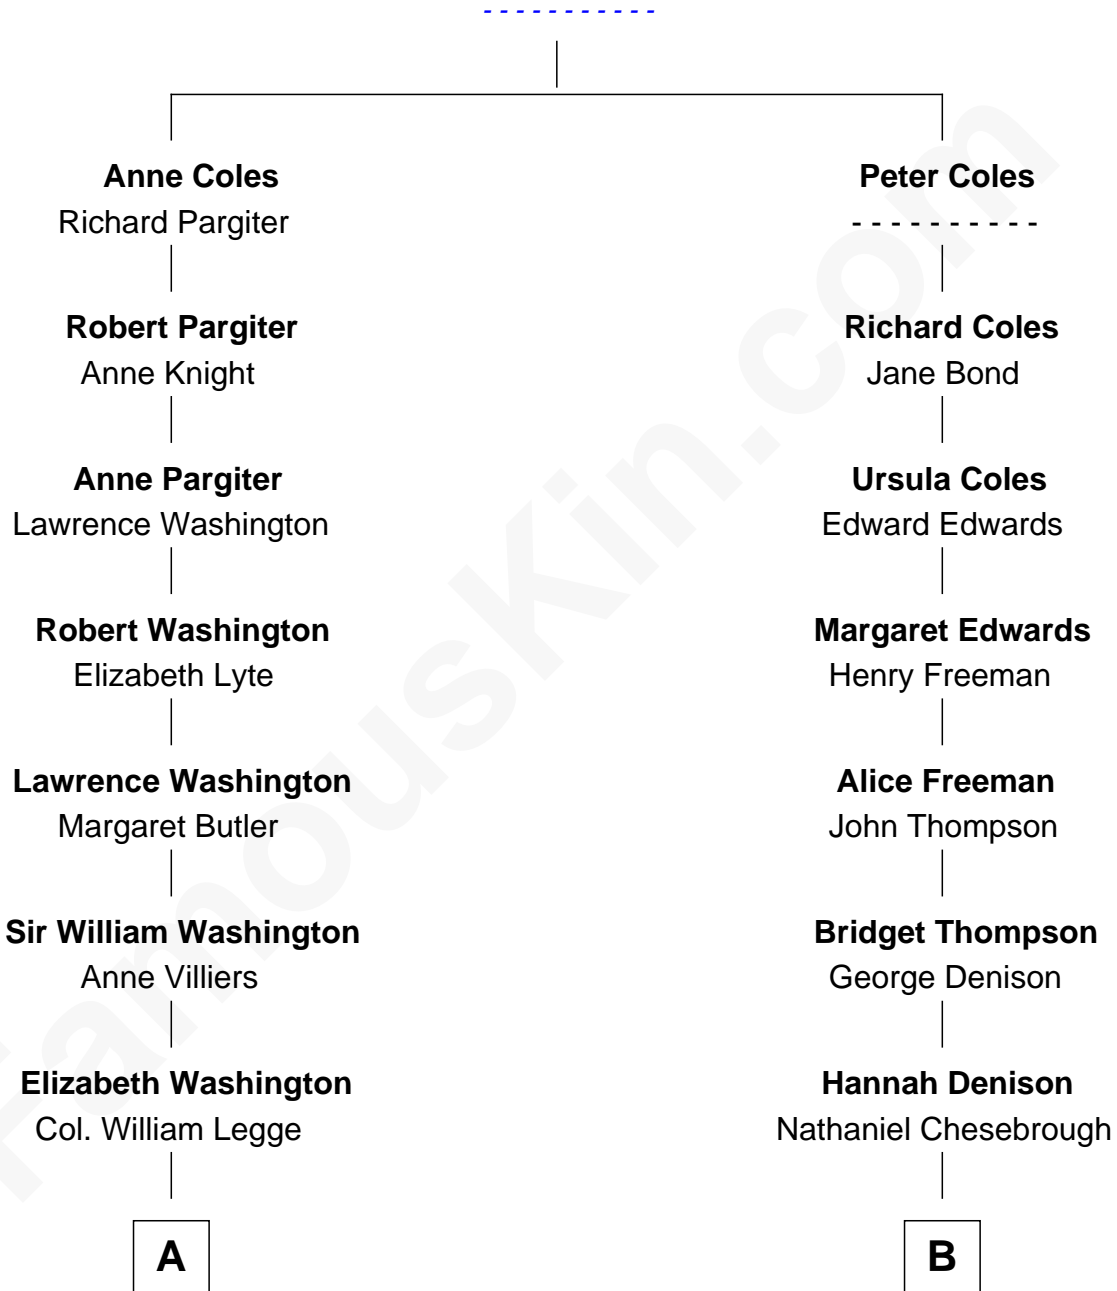 - - - - - - - - - - -
Anne Coles
Richard Pargiter
Peter Coles
- - - - - - - - - -
Robert Pargiter
Anne Knight
Richard Coles
Jane Bond
Anne Pargiter
Lawrence Washington
Ursula Coles
Edward Edwards
Robert Washington
Elizabeth Lyte
Margaret Edwards
Henry Freeman
Lawrence Washington
Margaret Butler
Alice Freeman
John Thompson
Sir William Washington
Anne Villiers
Bridget Thompson
George Denison
Elizabeth Washington
Col. William Legge
Hannah Denison
Nathaniel Chesebrough
A
B
FamousKin.com